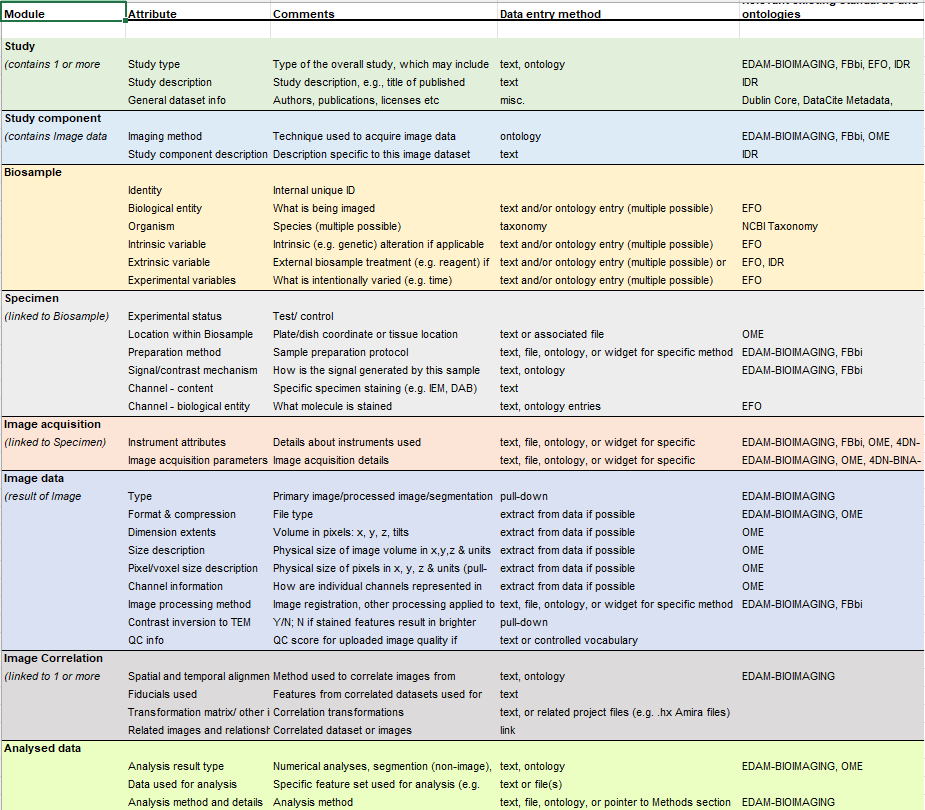 Module Attribute Comments Data entry method ontologies
Study
(contains 1 or more Study type Type of the overall study, which may include text, ontology EDAM-BIOIMAGING, FBbi, EFO, IDR
Study description Study description, e.g., title of published text IDR
General dataset info Authors, publications, licenses etc misc. Dublin Core, DataCite Metadata,
Study component
(contains Image data Imaging method Technique used to acquire image data ontology EDAM-BIOIMAGING, FBbi, OME
Study component description Description specific to this image dataset text IDR
Biosample
Identity Internal unique ID
Biological entity What is being imaged text and/or ontology entry (multiple possible) EFO
Organism Species (multiple possible) taxonomy NCBI Taxonomy
Intrinsic variable Intrinsic (e.g. genetic) alteration if applicable text and/or ontology entry (multiple possible) EFO
Extrinsic variable External biosample treatment (e.g. reagent) if text and/or ontology entry (multiple possible) or EFO, IDR
Experimental variables What is intentionally varied (e.g. time) text and/or ontology entry (multiple possible) EFO
Specimen
(linked to Biosample) Experimental status Test/ control
Location within Biosample Plate/dish coordinate or tissue location text or associated file OME
Preparation method Sample preparation protocol text, file, ontology, or widget for specific method EDAM-BIOIMAGING, FBbi
Signal/contrast mechanism How is the signal generated by this sample text, ontology EDAM-BIOIMAGING, FBbi
Channel - content Specific specimen staining (e.g. IEM, DAB) text
Channel - biological entity What molecule is stained text, ontology entries EFO
Image acquisition
(linked to Specimen) Instrument attributes Details about instruments used text, file, ontology, or widget for specific EDAM-BIOIMAGING, FBbi, OME, 4DN-
Image acquisition parameters Image acquisition details text, file, ontology, or widget for specific EDAM-BIOIMAGING, OME, 4DN-BINA-
Image data
(result of Image Type Primary image/processed image/segmentation pull-down EDAM-BIOIMAGING
Format & compression File type extract from data if possible EDAM-BIOIMAGING, OME
Dimension extents Volume in pixels: x, y, z, tilts extract from data if possible OME
Size description Physical size of image volume in x,y,z & units extract from data if possible OME
Pixel/voxel size description Physical size of pixels in x, y, z & units (pull- extract from data if possible OME
Channel information How are individual channels represented in extract from data if possible OME
Image processing method Image registration, other processing applied to text, file, ontology, or widget for specific method EDAM-BIOIMAGING, FBbi
Contrast inversion to TEM Y/N; N if stained features result in brighter pull-down
QC info QC score for uploaded image quality if text or controlled vocabulary
Image Correlation
(linked to 1 or more Spatial and temporal alignmen Method used to correlate images from text, ontology EDAM-BIOIMAGING
Fiducials used Features from correlated datasets used for text
Transformation matrix/ other i Correlation transformations text, or related project files (e.g. .hx Amira files)
Related images and relationsh Correlated dataset or images link
Analysed data
Analysis result type Numerical analyses, segmention (non-image), text, ontology EDAM-BIOIMAGING, OME
Data used for analysis Specific feature set used for analysis (e.g. text or file(s)
Analysis method and details Analysis method text, file, ontology, or pointer to Methods section EDAM-BIOIMAGING